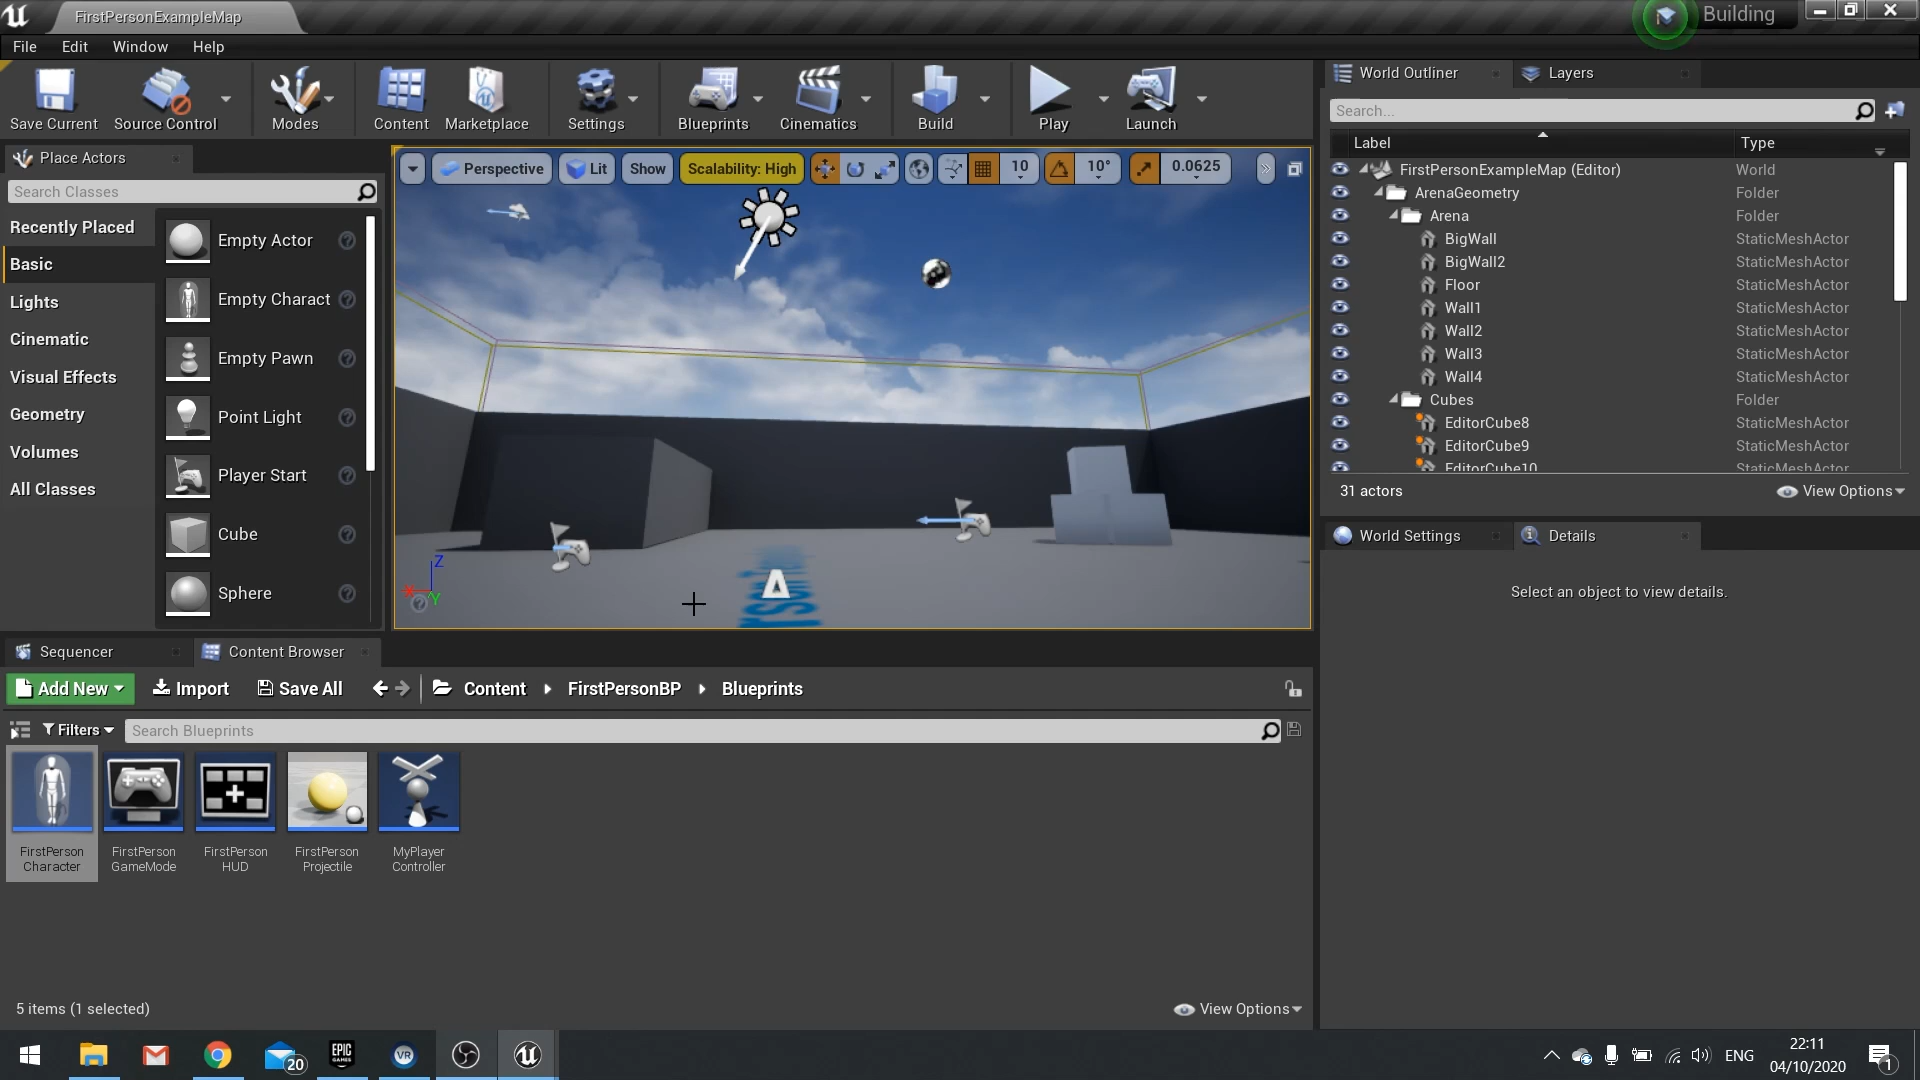 FirstPersonExampleMap
Building
File Edit Window Help
Save Current Source Control Modes Content Marketplace Settings Blueprints Cinematics Build Play Launch
Place Actors
Search Classes
Recently Placed
Basic
Lights
Cinematic
Visual Effects
Geometry
Volumes
All Classes
Empty Actor
Empty Charact
Empty Pawn
Point Light
Player Start
Cube
Sphere
Perspective Lit Show Scalability: High 10 10° 0.0625
Z
Y
World Outliner Layers
Search...
Label Type
FirstPersonExampleMap (Editor) World
ArenaGeometry Folder
Arena Folder
BigWall StaticMeshActor
BigWall2 StaticMeshActor
Floor StaticMeshActor
Wall1 StaticMeshActor
Wall2 StaticMeshActor
Wall3 StaticMeshActor
Wall4 StaticMeshActor
Cubes Folder
EditorCube8 StaticMeshActor
EditorCube9 StaticMeshActor
EditorCube10 StaticMeshActor
31 actors View Options
World Settings Details
Select an object to view details.
Sequencer Content Browser
Add New Import Save All Content FirstPersonBP Blueprints
Filters Search Blueprints
FirstPerson
Character
FirstPerson
GameMode
FirstPerson
HUD
FirstPerson
Projectile
MyPlayer
Controller
5 items (1 selected) View Options
20
EPIC
GAMES
VR
ENG
22:11
04/10/2020
1